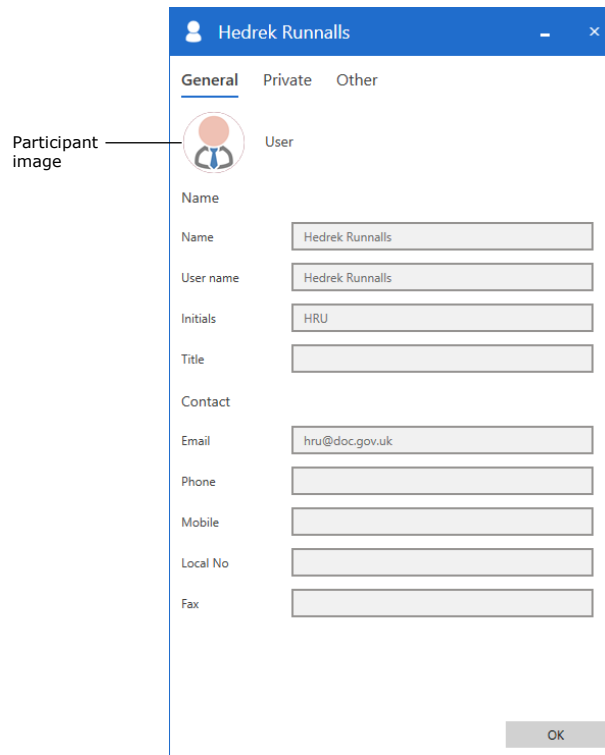 Hedrek Runnalls
General Private Other
Participant
image
User
Name
Name Hedrek Runnalls
User name Hedrek Runnalls
Initials HRU
Title
Contact
Email hru@doc.gov.uk
Phone
Mobile
Local No
Fax
OK